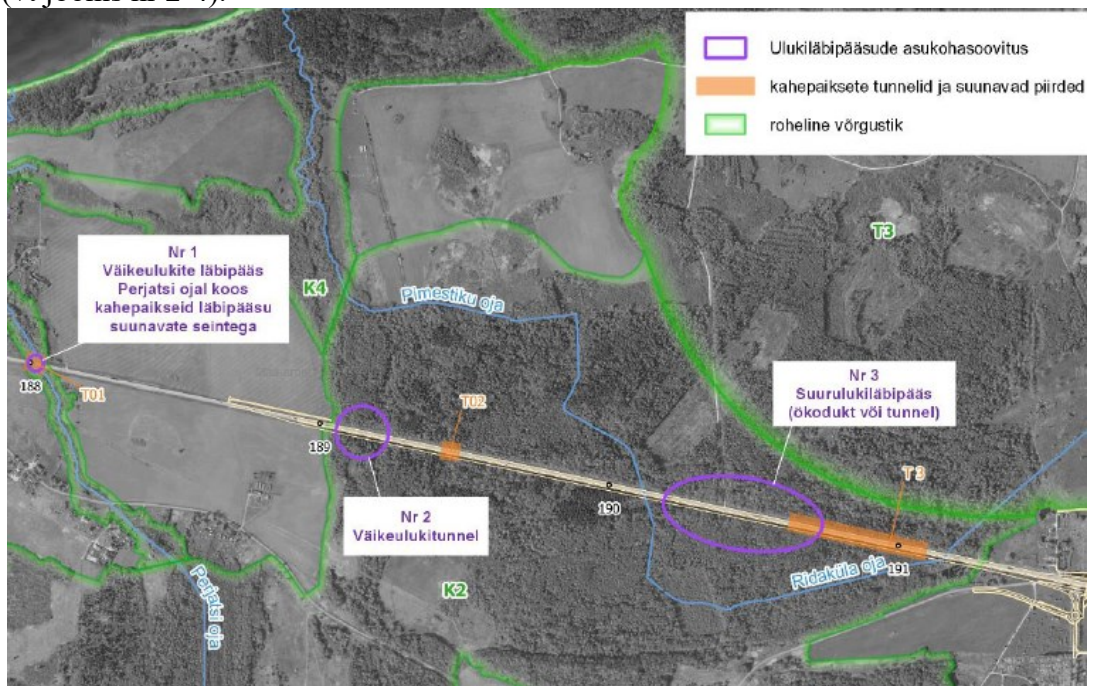 Ulukiläbipääsude asukohasoovitus
kahepaiksete tunnelid ja suunavad piirded
roheline võrgustik
T3
Nr 1
Väikeulukite läbipääs
Perjatsi ojal koos
kahepaikseid läbipääsu
suunavate seintega
K4
Pimestiku oja
188
T01
Nr 3
Suurulukiläbipääs
(ökodukt või tunnel)
T02
189
T 3
190
Nr 2
Väikeulukitunnel
191
Ridaküla oja
Perjatsi oja
K2